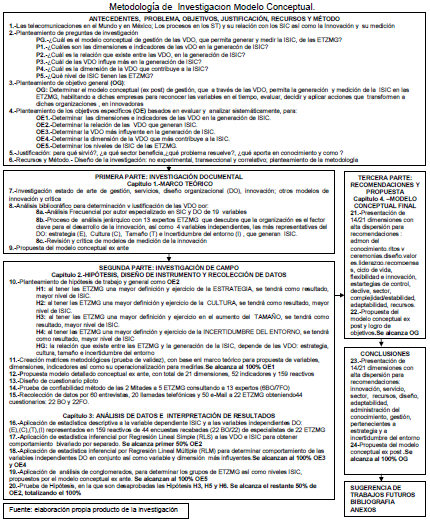 Metodología de Investigación Modelo Conceptual.
ANTECEDENTES, PROBLEMA, OBJETIVOS, JUSTIFICACIÓN, RECURSOS Y MÉTODO
1.-Las telecomunicaciones en el Mundo y en México; Los procesos en los ST) y su relación con los SIC así como la Innovación y su medición
2.-Planteamiento de preguntas de investigación
PG.-¿Cuál es el modelo conceptual de gestión de las VDO, que permita generar y medir la ISIC, de las ETZMG?
P1.-¿Cuáles son las dimensiones e indicadores de las VDO en la generación de ISIC?
P2.-¿Cuál es la relación que existe entre las VDO, en la generación de la ISIC?
P3.-¿Cuál de las VDO influye más en la generación de ISIC?
P4.-¿Cuál es la dimensión de la VDO que contribuye a la ISIC?
P5.-¿Qué nivel de ISIC tienen las ETZMG?
3.-Planteamiento de objetivo general (OG):
OG: Determinar el modelo conceptual (ex post) de gestión, que a través de las VDO, permita la generación y medición de la ISIC en las
ETZMG, habilitando a dichas empresas para reconocer las variables en el tiempo, evaluar, decidir y aplicar acciones que transformen a
dichas organizaciones, en innovadoras
4.-Planteamiento de los objetivos específicos (OE) basados en evaluar y analizar sistemáticamente, para:
OE1.-Determinar las dimensiones e indicadores de las VDO en la generación de ISIC.
OE2.-Determinar la relación de las VDO que generan ISIC
OE3.-Determinar la VDO más influyente en la generación de ISIC.
OE4.-Determinar la dimensión de la VDO que más contribuye a la ISIC.
OE5.-Determinar los niveles de ISIC de las ETZMG.
5.-Justificación: para qué sirvió?, ¿a qué sector beneficia,¿qué problema resuelve?, ¿qué aporta en conocimiento y como ?
6.-Recursos y Método.- Diseño de la investigación: no experimental, transeccional y correlativo; planteamiento de la metodología
PRIMERA PARTE: INVESTIGACIÓN DOCUMENTAL
Capítulo 1.-MARCO TEÓRICO
7.-Investigación estado de arte de gestión, servicios, diseño organizacional (DO), innovación; otros modelos de
innovación y crítica
8.-Análisis bibliográfico para determinación y justificación de las VDO por:
8a.-Análisis Frecuencial por autor especializado en SIC y DO de 19 variables
8b.-Proceso de análisis jerárquico con 13 expertos ETZMG que descubre que la organización es el factor
clave para el desarrollo de la innovación, así como 4 variables independientes, las más representativas del
DO: estrategia (E), Cultura (C), Tamaño (T) e Incertidumbre del entorno (I), que generan ISIC.
8c.-Revisión y crítica de modelos de medición de la innovación
9.-Propuesta del modelo conceptual ex ante
SEGUNDA PARTE: INVESTIGACIÓN DE CAMPO
Capítulo 2.-HIPÓTESIS, DISEÑO DE INSTRUMENTO Y RECOLECCIÓN DE DATOS
10.-Planteamiento de hipótesis de trabajo y general como OE2
H1: al tener las ETZMG una mayor definición y ejercicio de la ESTRATEGIA, se tendrá como resultado,
mayor nivel de ISIC.
H2: al tener las ETZMG una mayor definición y ejercicio de la CULTURA, se tendrá como resultado, mayor
nivel de ISIC.
H3: al tener las ETZMG una mayor definición y ejercicio en el aumento del TAMAÑO, se tendrá como
resultado, mayor nivel de ISIC.
H4: al tener las ETZMG una mayor definición y ejercicio de la INCERTIDUMBRE DEL ENTORNO, se tendrá
como resultado, mayor nivel de ISIC
HG: la relación que existe entre las ETZMG y la generación de la ISIC, depende de las VDO: estrategia,
cultura, tamaño e incertidumbre del entorno
11.-Creación matrices metodológicas (prueba de validez), con base en l marco teórico para propuesta de variables,
dimensiones, indicadores así como su operacionalización para medirlas.Se alcanza al 100% OE1
12.-Propuesta modelo detallado conceptual ex ante, con total de 21 dimensiones, 52 indicadores y 159 reactivos
13.-Diseño de cuestionario piloto
14.-Prueba de confiabilidad método de las 2 Mitades a 5 ETZMG consultando a 13 expertos (6BG/7FO)
15.-Recolección de datos por 60 entrevistas, 20 llamadas telefónicas y 50 e-Mail a 22 ETZMG obteniendo44
cuestionarios: 22 BO y 22FO.
Capítulo 3: ANÁLISIS DE DATOS E INTERPRETACIÓN DE RESULTADOS
16.-Aplicación de estadística descriptiva a la variable dependiente ISIC y a las variables independientes DO:
(E),(C),(T),(I) representados en 159 reactivos de 44 encuestas recabadas (22 BG/22) de especialistas de 22 ETZMG
17.-Aplicación de estadística inferencial por Regresión Lineal Simple (RLS) a las VDO e ISIC para obtener
comportamiento bivariado por separado. Se alcanza primero 50% OE2
18.-Aplicación de estadística inferencial por Regresión Lineal Múltiple (RLM) para determinar comportamiento de las
variables independientes DO en conjunto así como variable y dimensión más influyentes.Se alcanzan al 100% OE3
y OE4
19.-Aplicación de análisis de conglomerados, para determinar los grupos de ETZMG así como niveles ISIC,
propuestos por el modelo conceptual ex ante. Se alcanzan al 100% OE5
20.-Prueba de Hipótesis, en la que son desaprobadas las Hipótesis H3, H5 y H6. Se alcanza el restante 50% de
OE2, totalizando el 100%
TERCERA PARTE:
RECOMENDACIONES Y
PROPUESTA
Capítulo 4. –MODELO
CONCEPTUAL FINAL
21.-Presentación de
14/21 dimensiones con
alta dispersión para
recomendaciones :
admon del
conocimiento,ritos y
ceremonias,diseño,valor
es,liderazgo,recompensa
s, ciclo de vida,
flexibilidad e innovación,
estartegias de control,
declive, sector,
complejidad/estabilidad,
adaptabilidad, recursos.
22.-Propuesta del
modelo conceptual ex
post y logro de
objetivos.Se alcanza OG
CONCLUSIONES
23.-Presentación de
14/21 dimensiones con
alta dispersión para
recomendaciones:
innovación, servicio,
sector, recursos, diseño,
adaptabilidad,
administración del
conocimiento, gestión,
pertenecientes a
estrategia y a
incertidumbre del entorno
24-Propuesta del modelo
conceptual ex post .Se
alcanza al 100% OG
SUGERENCIA DE
TRABAJOS FUTUROS
BIBLIOGRAFIA
ANEXOS
Fuente: elaboración propia producto de la investigación